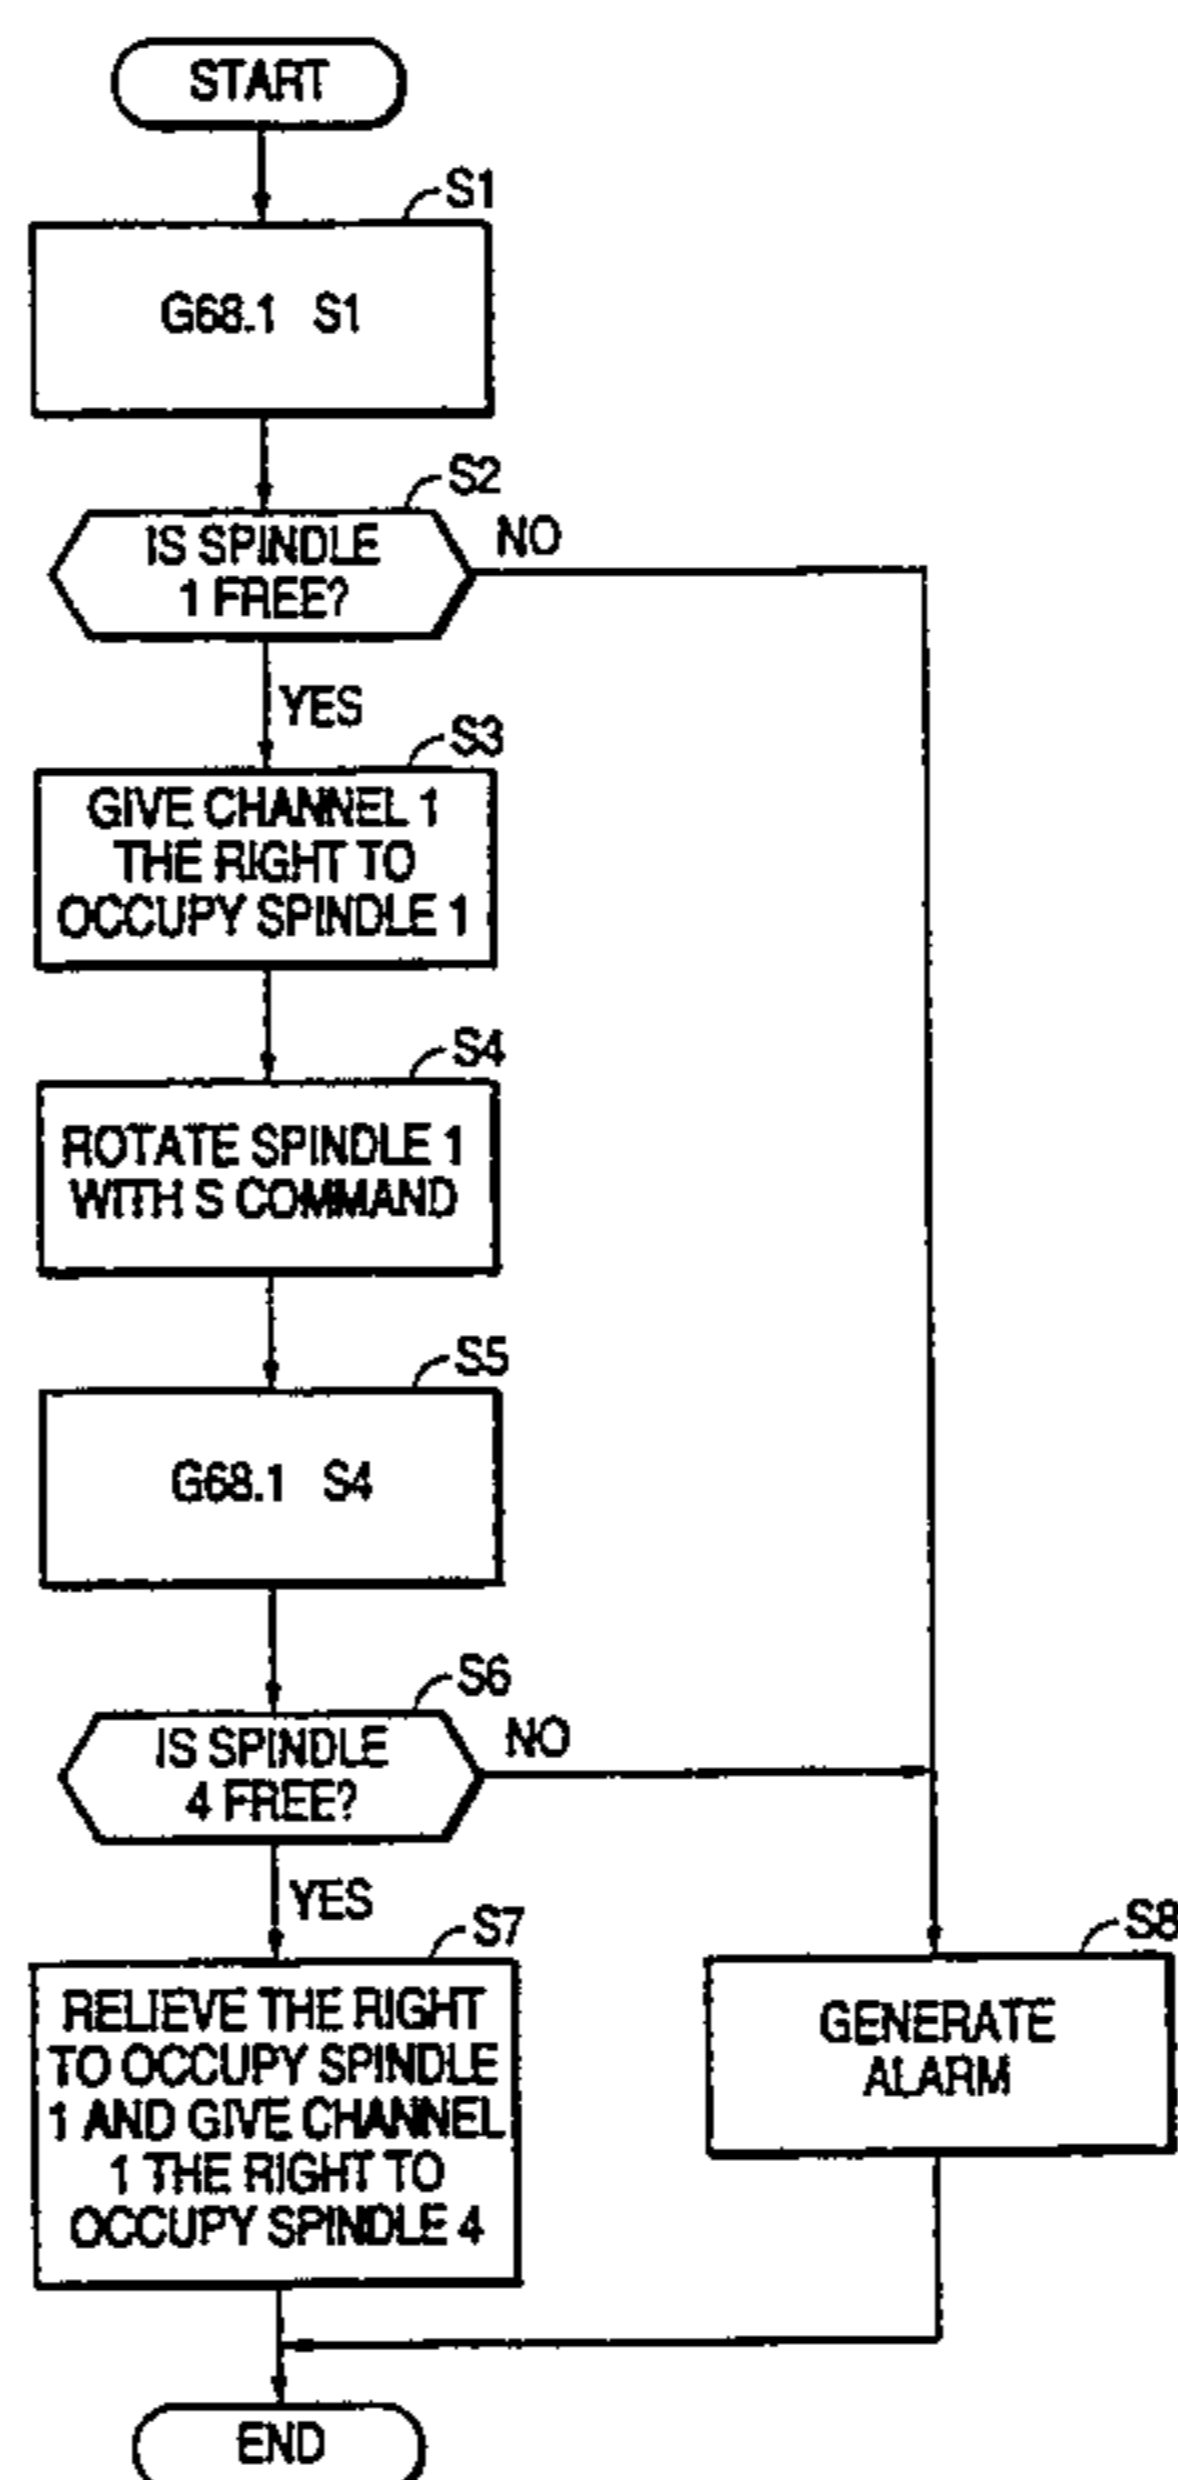 START
S1
G68.1 S1
S2
IS SPINDLE
1 FREE?
NO
YES
S3
GIVE CHANNEL 1
THE RIGHT TO
OCCUPY SPINDLE 1
S4
ROTATE SPINDLE 1
WITH S COMMAND
S5
G68.1 S4
S6
IS SPINDLE
4 FREE?
NO
YES
S7
RELIEVE THE RIGHT
TO OCCUPY SPINDLE
1 AND GIVE CHANNEL
1 THE RIGHT TO
OCCUPY SPINDLE 4
S8
GENERATE
ALARM
END